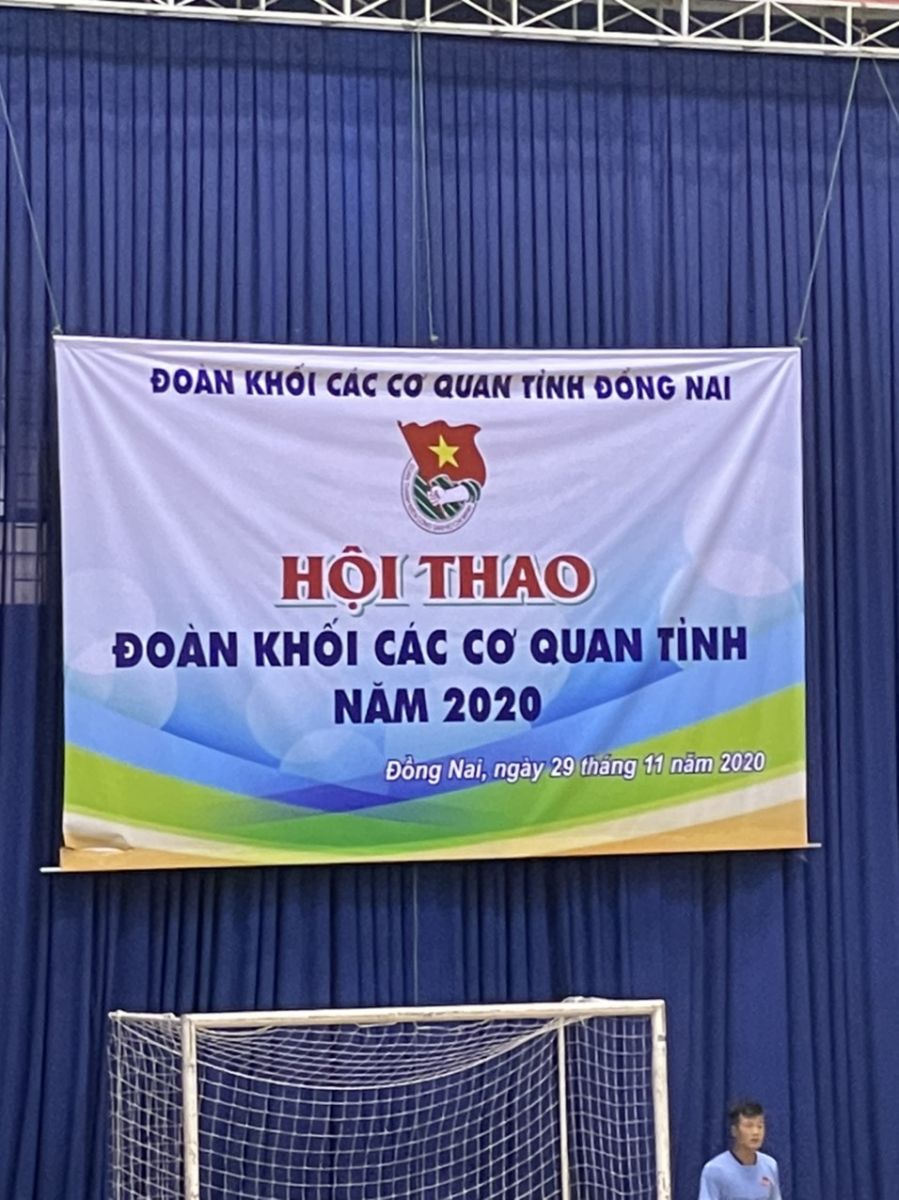 ĐOÀN KHỐI CÁC CƠ QUAN TỈNH ĐỒNG NAI
HỘI THAO
ĐOÀN KHỐI CÁC CƠ QUAN TỈNH
NĂM 2020
Đồng Nai, ngày 29 tháng 11 năm 2020